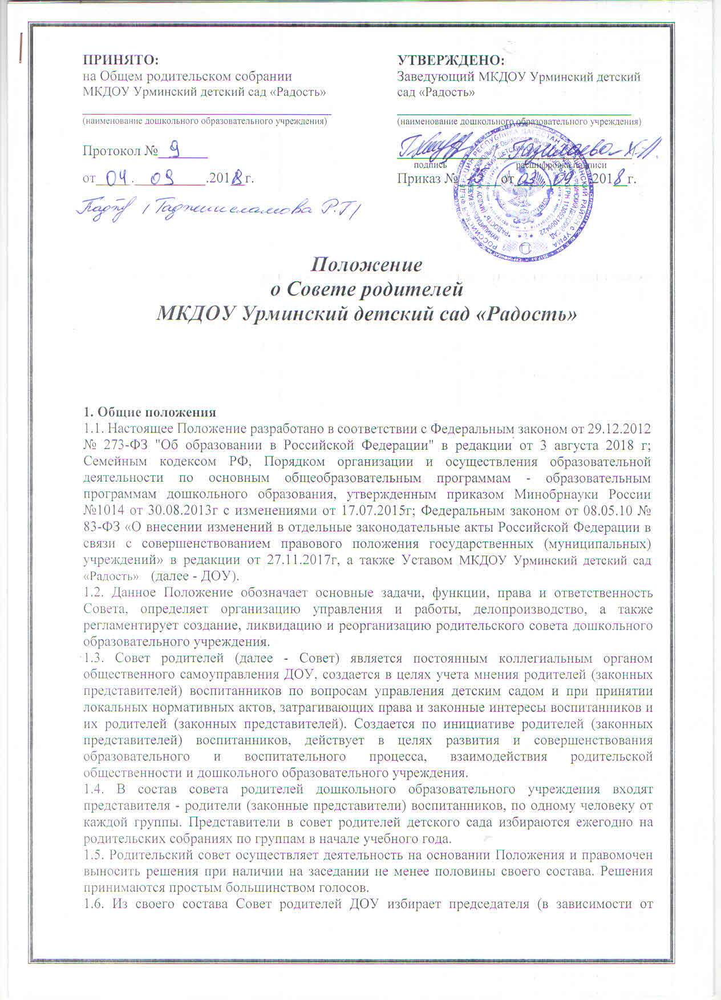 ПРИНЯТО:
на Общем родительском собрании
МКДОУ Урминский детский сад «Радость»
(наименование дошкольного образовательного учреждения)
Протокол № 9
от 04 . 09 .2018 г.
/ Гаджиисламова Р.Г /
УТВЕРЖДЕНО:
Заведующий МКДОУ Урминский детский
сад «Радость»
(наименование дошкольного образовательного учреждения)
подпись расшифровка подписи
Приказ № от 03 . 09 2018 г.
Положение
о Совете родителей
МКДОУ Урминский детский сад «Радость»
1. Общие положения
1.1. Настоящее Положение разработано в соответствии с Федеральным законом от 29.12.2012
№ 273-ФЗ "Об образовании в Российской Федерации" в редакции от 3 августа 2018 г;
Семейным кодексом РФ, Порядком организации и осуществления образовательной
деятельности по основным общеобразовательным программам - образовательным
программам дошкольного образования, утвержденным приказом Минобрнауки России
№1014 от 30.08.2013г с изменениями от 17.07.2015г; Федеральным законом от 08.05.10 №
83-ФЗ «О внесении изменений в отдельные законодательные акты Российской Федерации в
связи с совершенствованием правового положения государственных (муниципальных)
учреждений» в редакции от 27.11.2017г, а также Уставом МКДОУ Урминский детский сад
«Радость» (далее - ДОУ).
1.2. Данное Положение обозначает основные задачи, функции, права и ответственность
Совета, определяет организацию управления и работы, делопроизводство, а также
регламентирует создание, ликвидацию и реорганизацию родительского совета дошкольного
образовательного учреждения.
1.3. Совет родителей (далее - Совет) является постоянным коллегиальным органом
общественного самоуправления ДОУ, создается в целях учета мнения родителей (законных
представителей) воспитанников по вопросам управления детским садом и при принятии
локальных нормативных актов, затрагивающих права и законные интересы воспитанников и
их родителей (законных представителей). Создается по инициативе родителей (законных
представителей) воспитанников, действует в целях развития и совершенствования
образовательного и воспитательного процесса, взаимодействия родительской
общественности и дошкольного образовательного учреждения.
1.4. В состав совета родителей дошкольного образовательного учреждения входят
представителя - родители (законные представители) воспитанников, по одному человеку от
каждой группы. Представители в совет родителей детского сада избираются ежегодно на
родительских собраниях по группам в начале учебного года.
1.5. Родительский совет осуществляет деятельность на основании Положения и правомочен
выносить решения при наличии на заседании не менее половины своего состава. Решения
принимаются простым большинством голосов.
1.6. Из своего состава Совет родителей ДОУ избирает председателя (в зависимости от